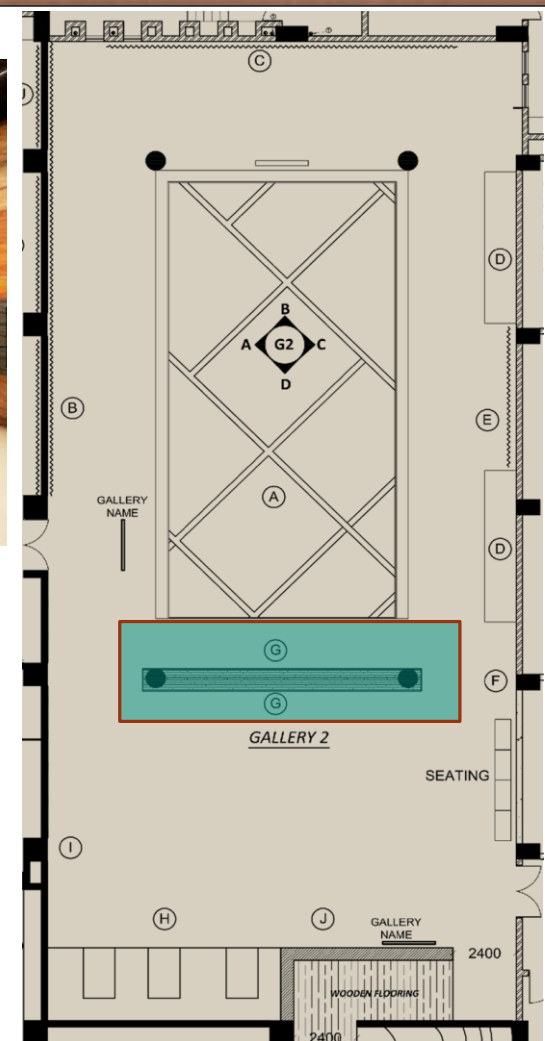 C
D
B
A G2 C
D
B
E
A
GALLERY
NAME
D
G
F
G
GALLERY 2
SEATING
I
H
J
GALLERY
NAME
2400
WOODEN FLOORING
2400